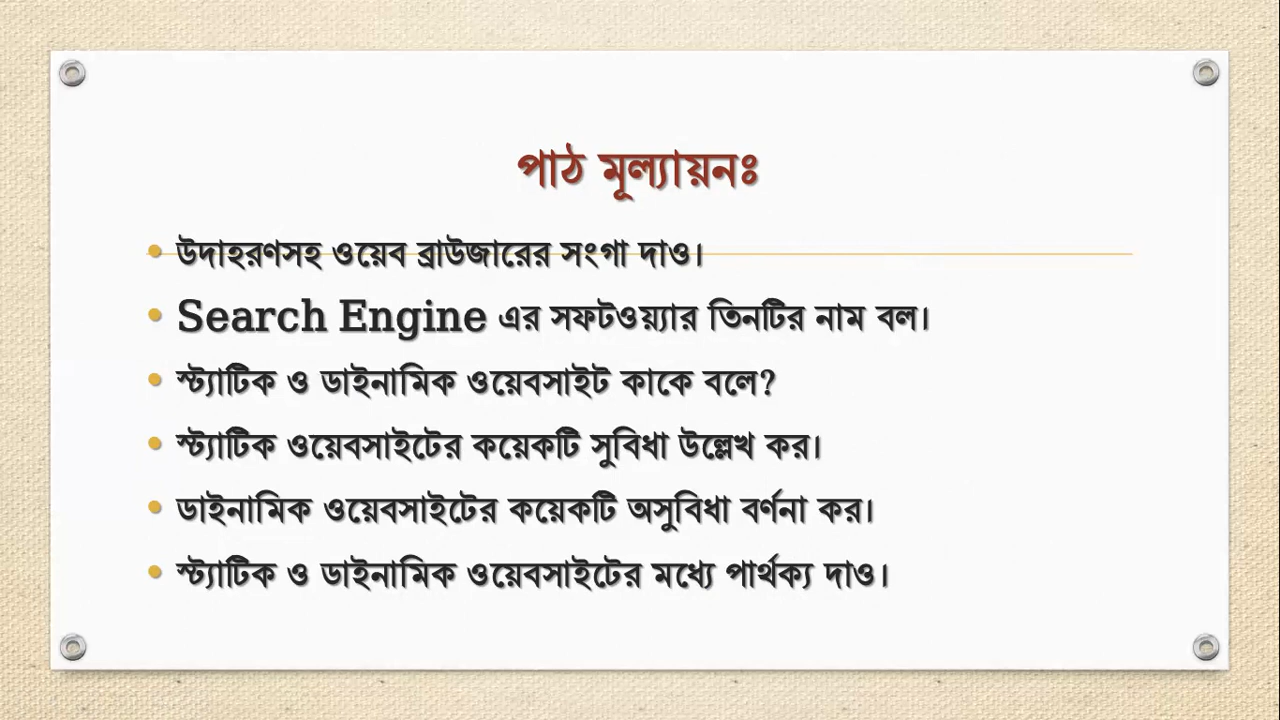 পাঠ মূল্যায়নঃ
• উদাহরণসহ ওয়েব ব্রাউজারের সংগা দাও।
• Search Engine এর সফটওয়্যার তিনটির নাম বল।
• স্ট্যাটিক ও ডাইনামিক ওয়েবসাইট কাকে বলে?
• স্ট্যাটিক ওয়েবসাইটের কয়েকটি সুবিধা উল্লেখ কর।
• ডাইনামিক ওয়েবসাইটের কয়েকটি অসুবিধা বর্ণনা কর।
• স্ট্যাটিক ও ডাইনামিক ওয়েবসাইটের মধ্যে পার্থক্য দাও।